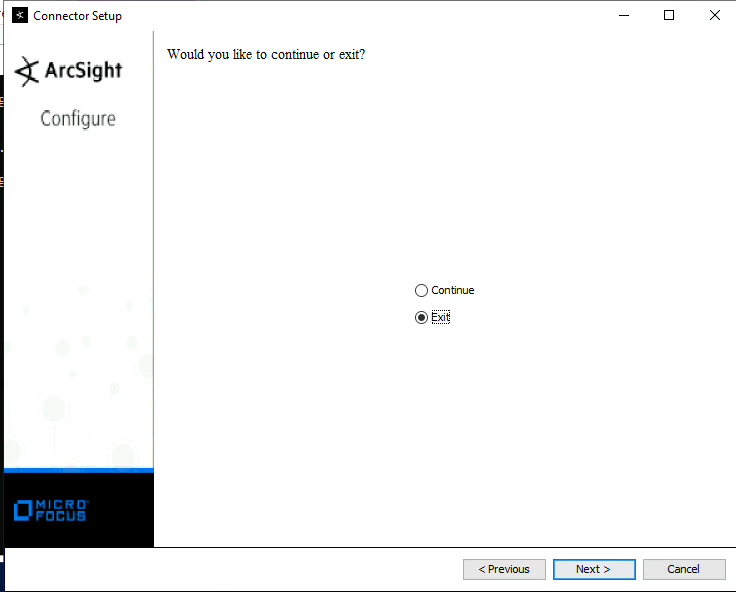 Connector Setup
Would you like to continue or exit?
ArcSight
Configure
Continue
Exit
MICRO
FOCUS
< Previous
Next >
Cancel